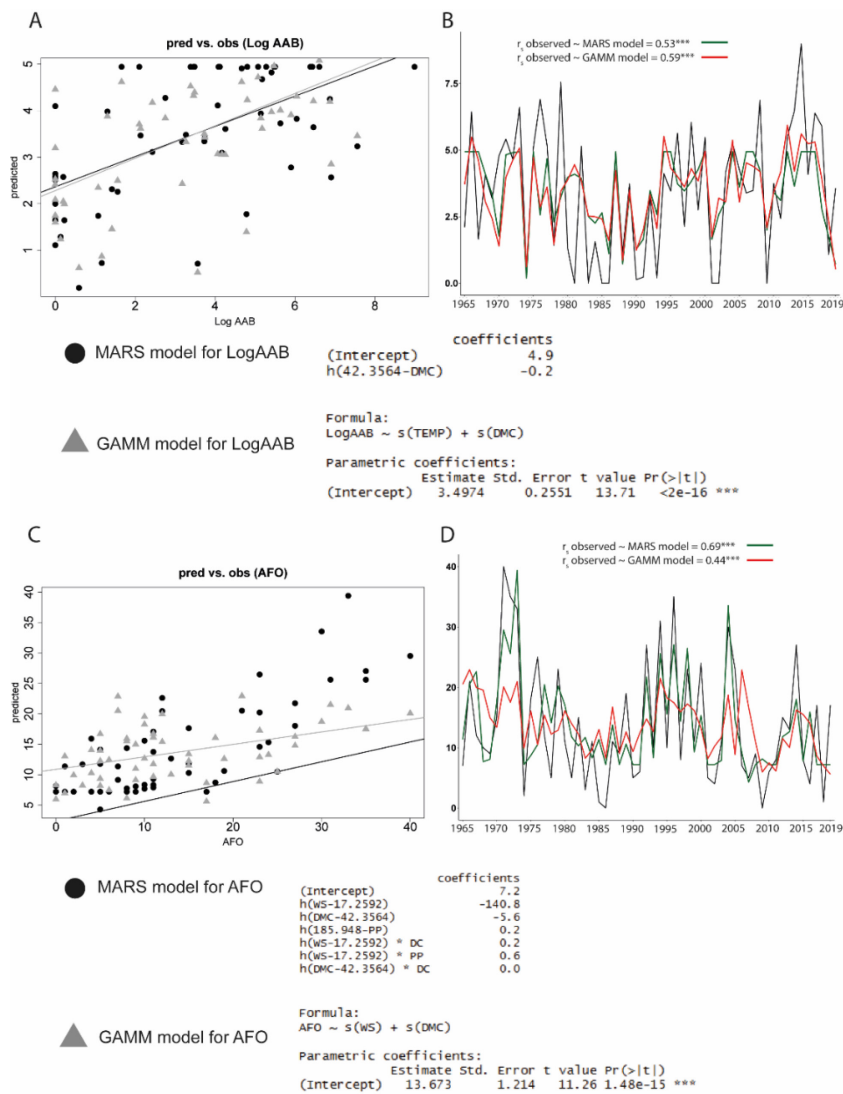 A
pred vs. obs (Log AAB)
predicted
5
4
3
2
1
0 2 4 6 8
Log AAB
B
rs observed ~ MARS model = 0.53***
rs observed ~ GAMM model = 0.59***
7.5
5.0
2.5
0.0
1965 1970 1975 1980 1985 1990 1995 2000 2005 2010 2015 2019
MARS model for LogAAB
coefficients
(Intercept) 4.9
h(42.3564-DMC) -0.2
GAMM model for LogAAB
Formula:
LogAAB ~ s(TEMP) + s(DMC)
Parametric coefficients:
Estimate Std. Error t value Pr(>|t|)
(Intercept) 3.4974 0.2551 13.71 <2e-16 ***
C
pred vs. obs (AFO)
predicted
40
35
30
25
20
15
10
5
0 10 20 30 40
AFO
D
rs observed ~ MARS model = 0.69***
rs observed ~ GAMM model = 0.44***
40
30
20
10
0
1965 1970 1975 1980 1985 1990 1995 2000 2005 2010 2015 2019
MARS model for AFO
coefficients
(Intercept) 7.2
h(WS-17.2592) -140.8
h(DMC-42.3564) -5.6
h(185.948-PP) 0.2
h(WS-17.2592) * DC 0.2
h(WS-17.2592) * PP 0.6
h(DMC-42.3564) * DC 0.0
GAMM model for AFO
Formula:
AFO ~ s(WS) + s(DMC)
Parametric coefficients:
Estimate Std. Error t value Pr(>|t|)
(Intercept) 13.673 1.214 11.26 1.48e-15 ***